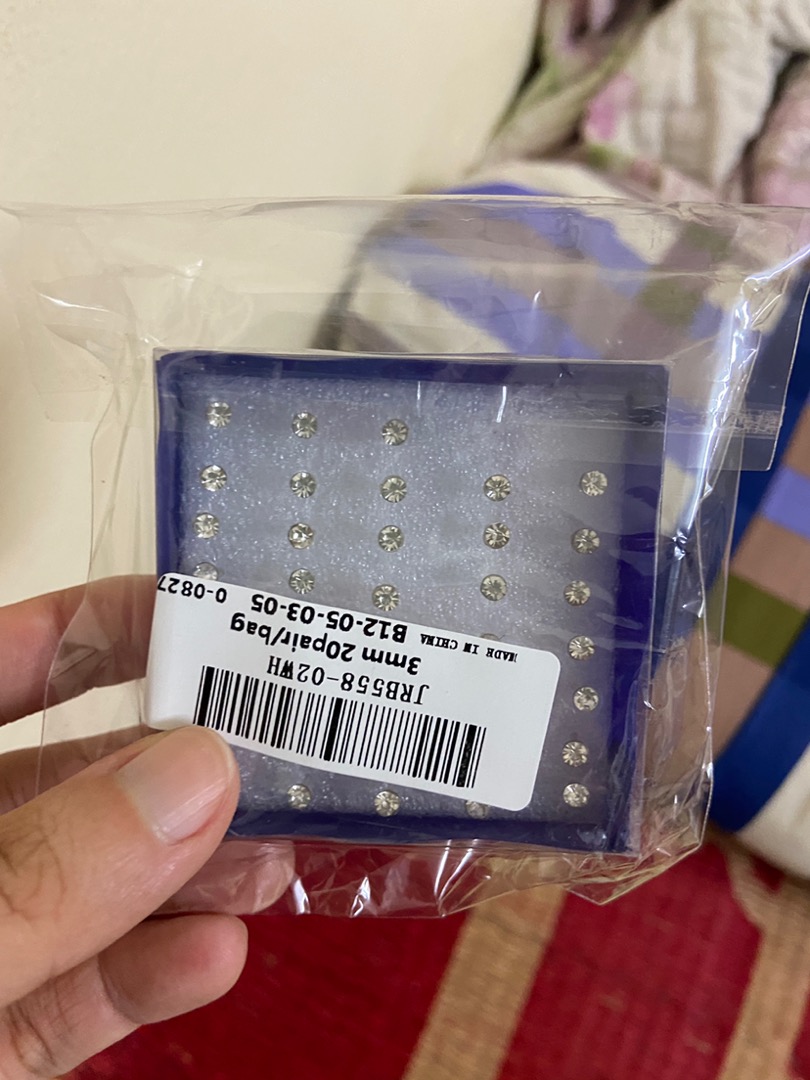 JRB558-02WH
3mm 20pair/bag
MADE IN CHINA B12-05-03-05
0-0827